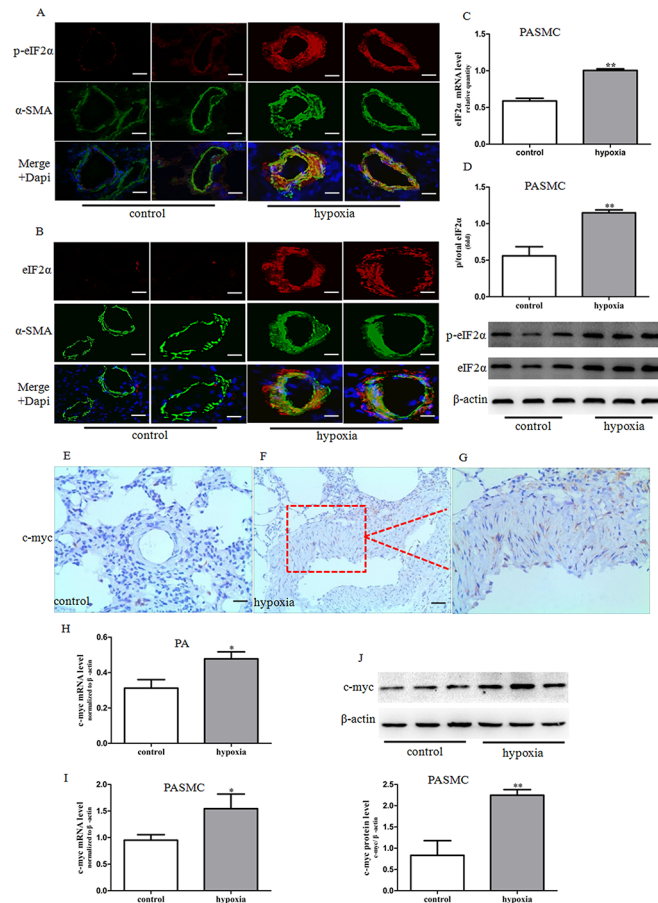 A
p-eIF2α
α-SMA
Merge
+Dapi
control
hypoxia
B
eIF2α
α-SMA
Merge
+Dapi
control
hypoxia
C
PASMC
eIF2α mRNA level
relative quantity
1.5
1.0
0.5
0.0
**
control
hypoxia
D
PASMC
p/total eIF2α
(fold)
1.5
1.0
0.5
0.0
**
control
hypoxia
p-eIF2α
eIF2α
β-actin
control
hypoxia
E
F
G
c-myc
control
hypoxia
H
PA
c-myc mRNA level
normalized to β -actin
0.6
0.4
0.2
0.0
*
control
hypoxia
I
PASMC
c-myc mRNA level
normalized to β -actin
2.0
1.5
1.0
0.5
0.0
*
control
hypoxia
J
c-myc
β-actin
control
hypoxia
PASMC
c-myc protein level
c-myc/ β -actin
2.5
2.0
1.5
1.0
0.5
0.0
**
control
hypoxia